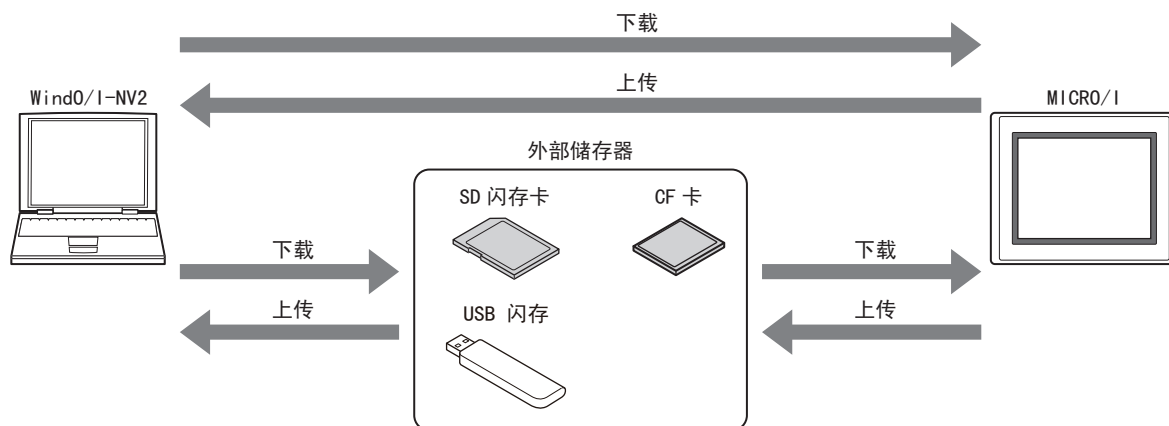 下载
上传
WindO/I-NV2
MICRO/I
外部储存器
SD 闪存卡
CF 卡
下载
下载
上传
USB 闪存
上传